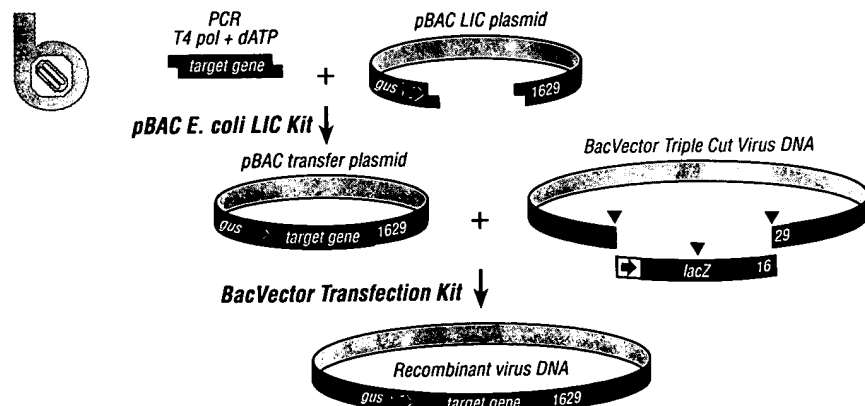 PCR
T4 pol + dATP
target gene
+
pBAC LIC plasmid
gus
1629
pBAC E. coli LIC Kit
pBAC transfer plasmid
gus target gene 1629
+
BacVector Triple Cut Virus DNA
29
lacZ 16
BacVector Transfection Kit
Recombinant virus DNA
gus target gene 1629